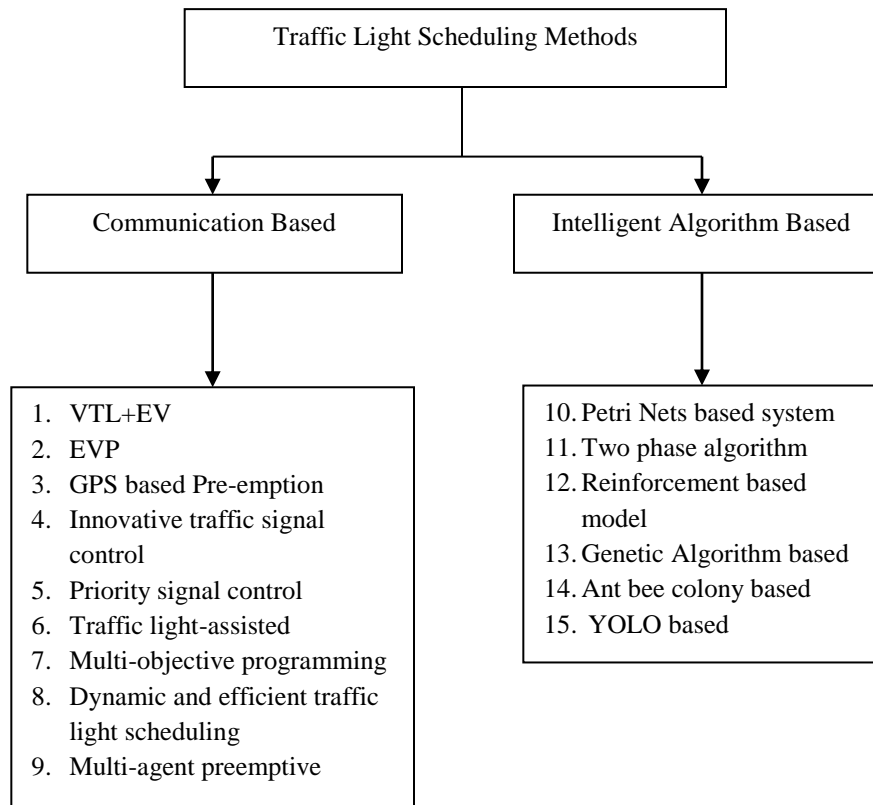 Traffic Light Scheduling Methods
Communication Based
Intelligent Algorithm Based
1. VTL+EV
2. EVP
3. GPS based Pre-emption
4. Innovative traffic signal
control
5. Priority signal control
6. Traffic light-assisted
7. Multi-objective programming
8. Dynamic and efficient traffic
light scheduling
9. Multi-agent preemptive
10. Petri Nets based system
11. Two phase algorithm
12. Reinforcement based
model
13. Genetic Algorithm based
14. Ant bee colony based
15. YOLO based